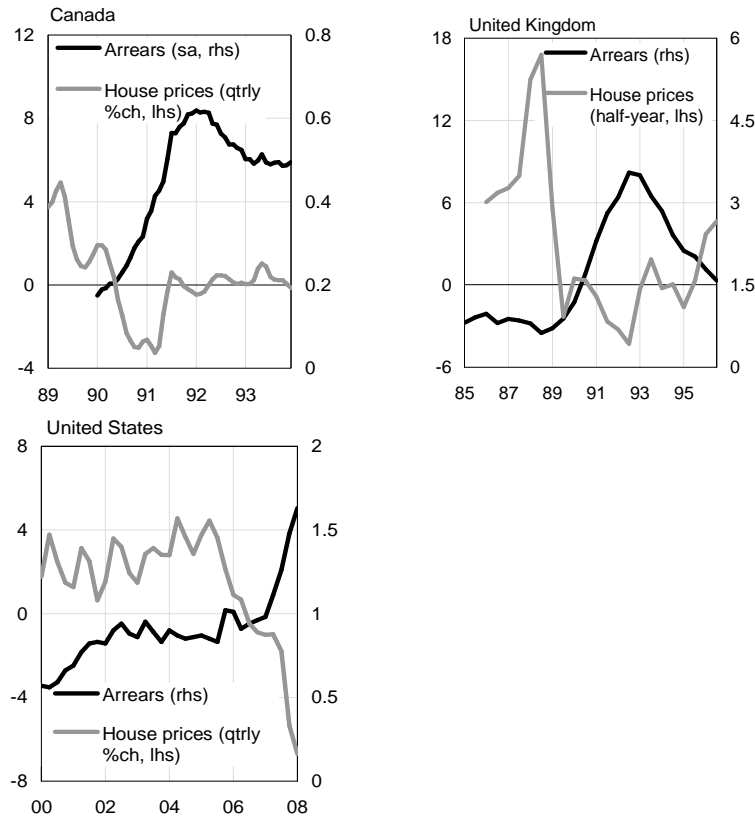 Canada
12
8
4
0
-4
0.8
0.6
0.4
0.2
0
Arrears (sa, rhs)
House prices (qtrly
%ch, lhs)
89 90 91 92 93
United Kingdom
18
12
6
0
-6
6
4.5
3
1.5
0
Arrears (rhs)
House prices
(half-year, lhs)
85 87 89 91 93 95
United States
8
4
0
-4
-8
2
1.5
1
0.5
0
Arrears (rhs)
House prices (qtrly
%ch, lhs)
00 02 04 06 08